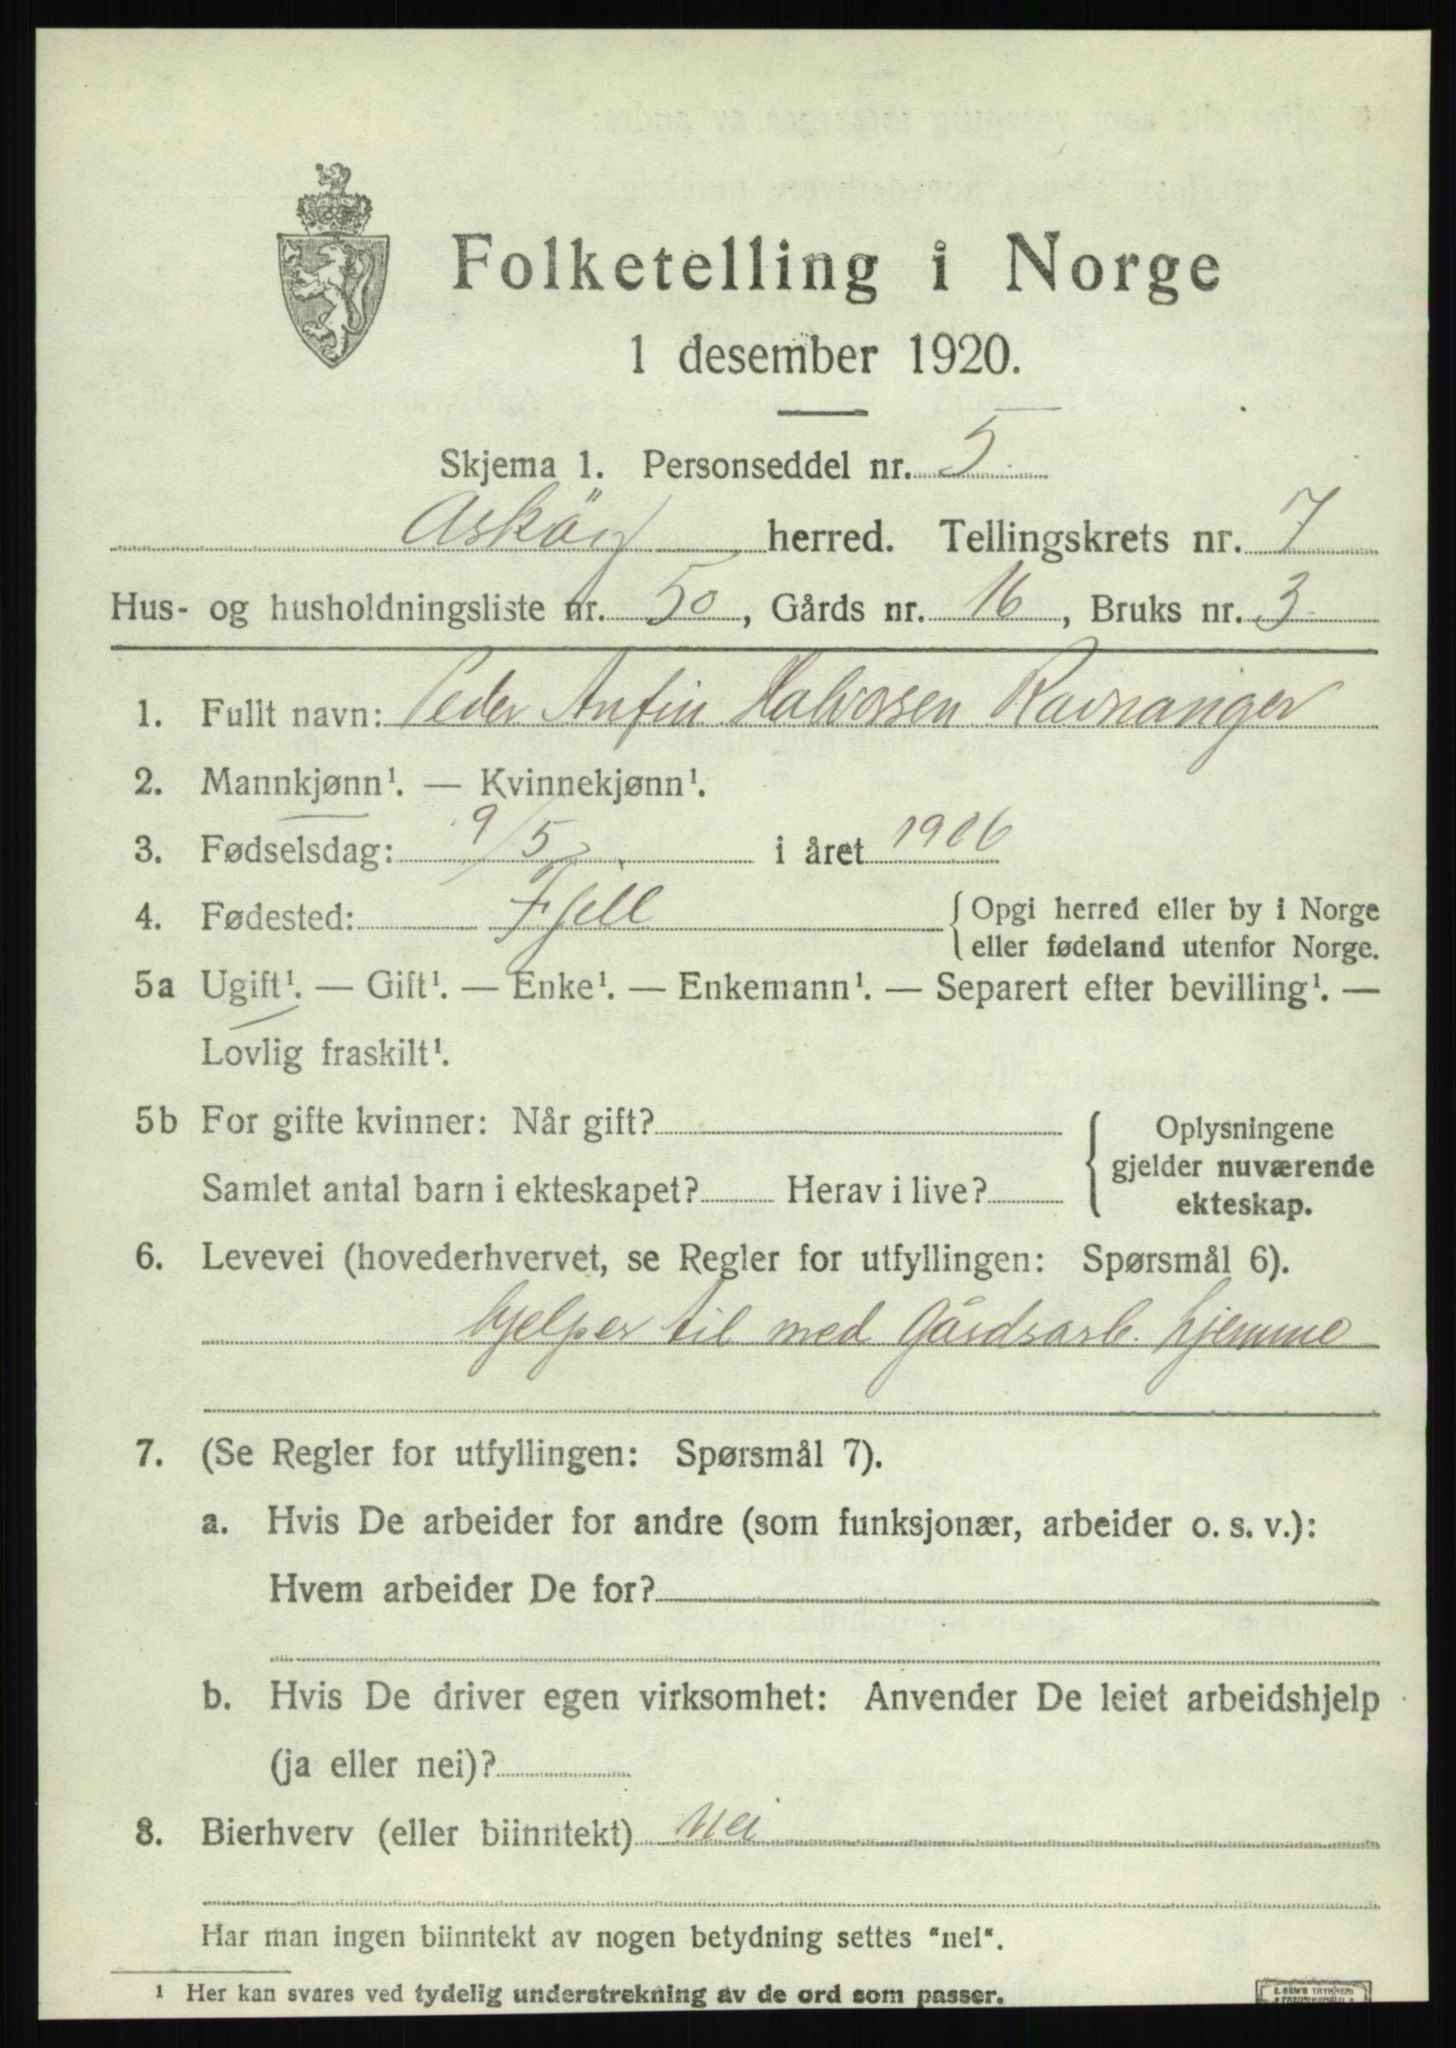 Folketelling i Norge
1 desember 1920.
Skjema 1. Personseddel nr. 5
Asköy herred. Tellingskrets nr. 7
Hus- og husholdningsliste nr. 50, Gårds nr. 16, Bruks nr. 3
1. Fullt navn: Peder Anfin Halvorsen Ravnanger
2. Mannkjønn¹. — Kvinnekjønn¹.
3. Fødselsdag: 9/5 i året 1906
4. Fødested: Fjell { Opgi herred eller by i Norge
eller fødeland utenfor Norge.
5a Ugift¹. — Gift¹. — Enke¹. — Enkemann¹. — Separert efter bevilling¹. —
Lovlig fraskilt¹.
5b For gifte kvinner: Når gift?
Samlet antal barn i ekteskapet? Herav i live?
{ Oplysningene
gjelder nuværende
ekteskap.
6. Levevei (hovederhvervet, se Regler for utfyllingen: Spørsmål 6).
hjelper til med Gårdsarb. hjemme
7. (Se Regler for utfyllingen: Spørsmål 7).
a. Hvis De arbeider for andre (som funksjonær, arbeider o. s. v.):
Hvem arbeider De for?
b. Hvis De driver egen virksomhet: Anvender De leiet arbeidshjelp
(ja eller nei)?
8. Bierhverv (eller biinntekt) Nei
Har man ingen biinntekt av nogen betydning settes "nei".
¹ Her kan svares ved tydelig understrekning av de ord som passer.